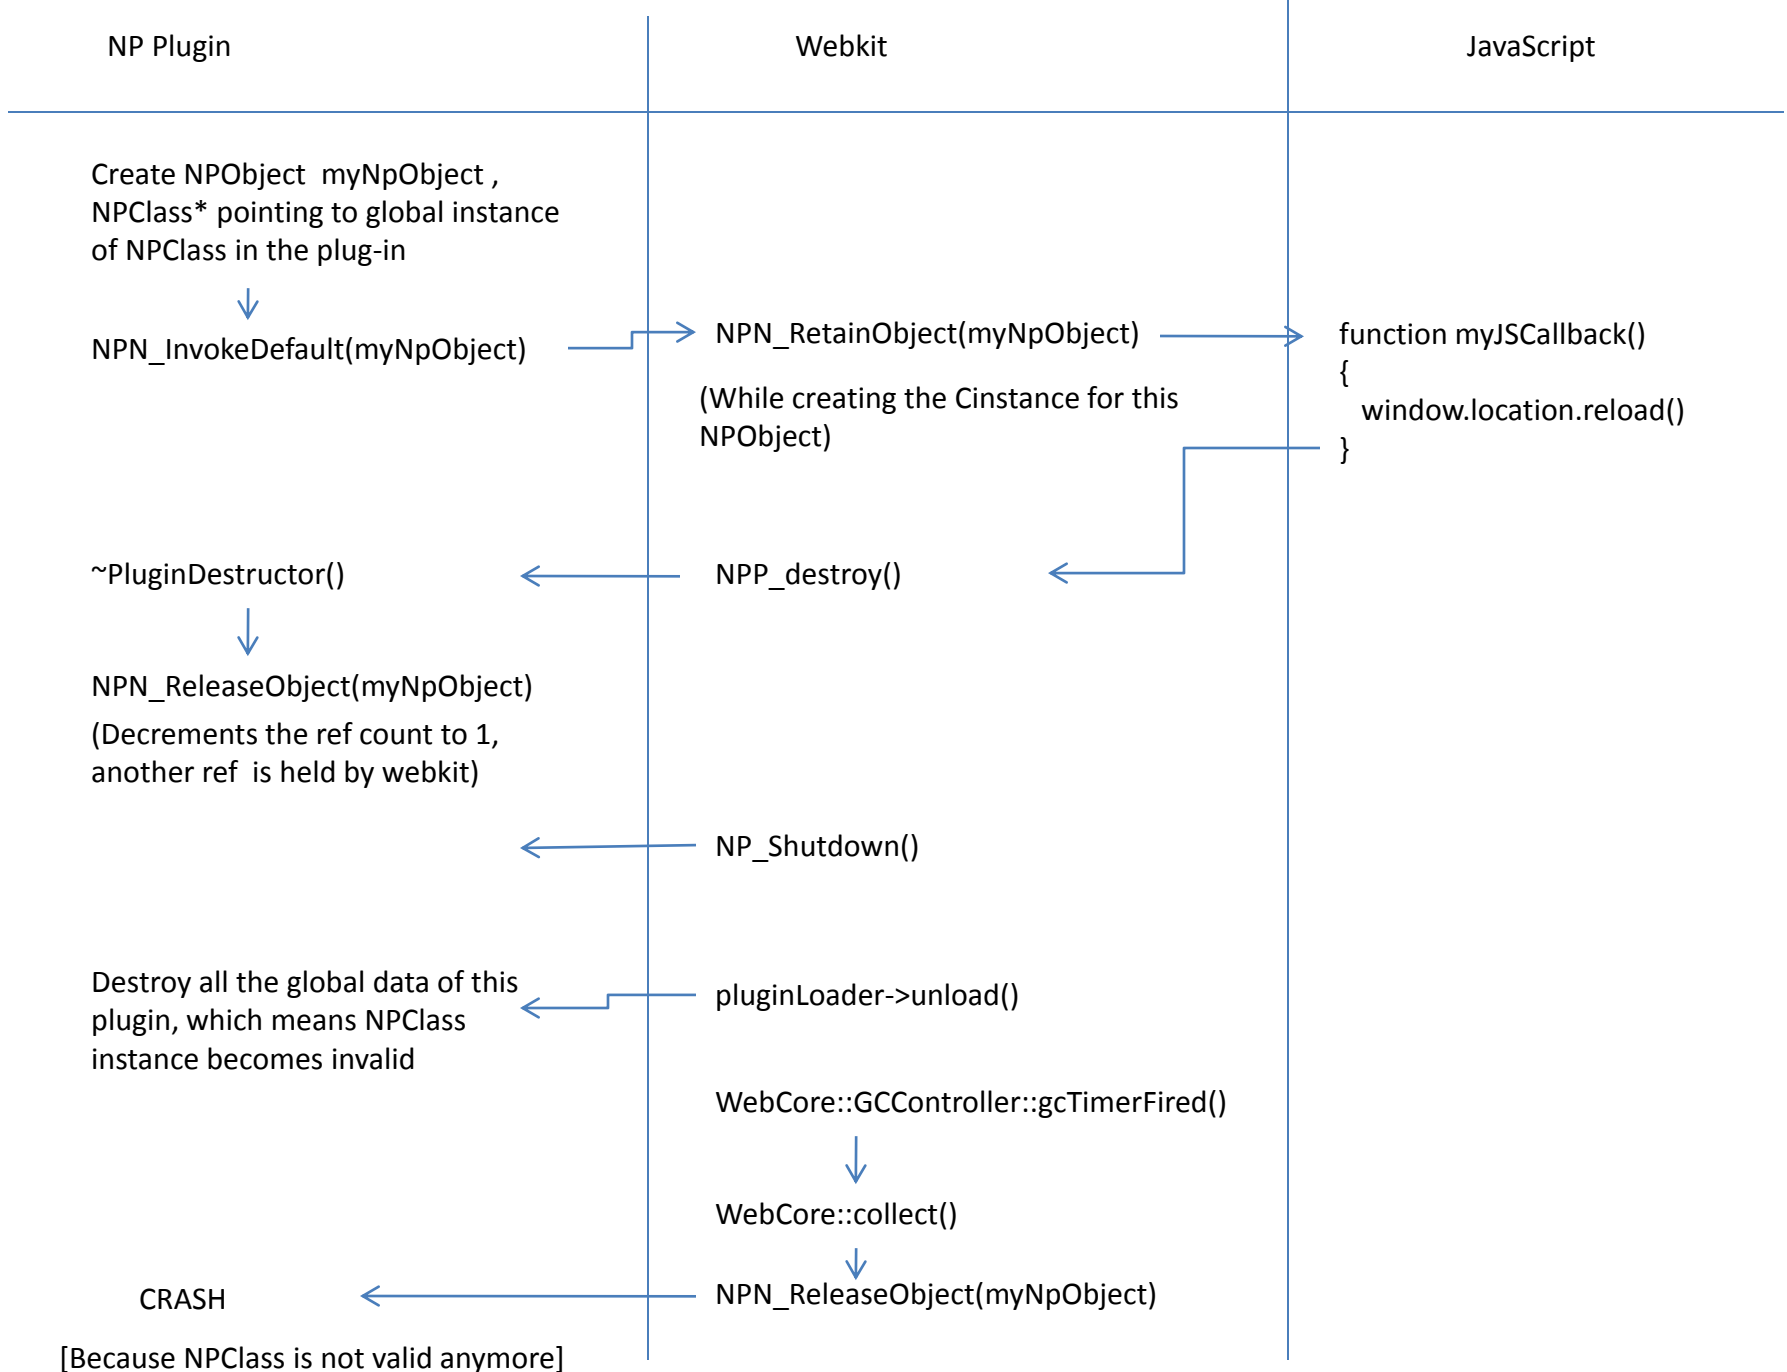 NP Plugin
Webkit
JavaScript
Create NPObject  myNpObject ,
NPClass* pointing to global instance
of NPClass in the plug-in
NPN_InvokeDefault(myNpObject)
NPN_RetainObject(myNpObject)
(While creating the Cinstance for this
NPObject)
function myJSCallback()
{
window.location.reload()
}
~PluginDestructor()
NPP_destroy()
NPN_ReleaseObject(myNpObject)
(Decrements the ref count to 1,
another ref  is held by webkit)
NP_Shutdown()
Destroy all the global data of this
plugin, which means NPClass
instance becomes invalid
pluginLoader->unload()
WebCore::GCController::gcTimerFired()
WebCore::collect()
NPN_ReleaseObject(myNpObject)
CRASH
[Because NPClass is not valid anymore]